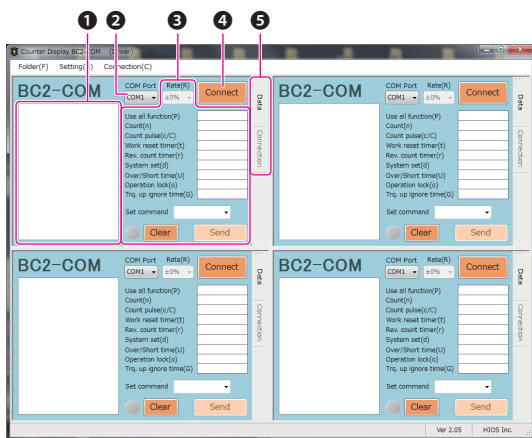 ❶ ❷ ❸ ❹ ❺
Counter Display BC2-COM (Driver)
Folder(F) Setting(S) Connection(C)
BC2-COM
COM Port Rate(R)
COM1 ±0%
Connect
Use all function(P)
Count(n)
Count pulse(c/C)
Work reset timer(t)
Rev. count timer(r)
System set(d)
Over/Short time(U)
Operation lock(o)
Trq. up ignore time(G)
Set command
Clear Send
Data
Connection
BC2-COM
COM Port Rate(R)
COM1 ±0%
Connect
Use all function(P)
Count(n)
Count pulse(c/C)
Work reset timer(t)
Rev. count timer(r)
System set(d)
Over/Short time(U)
Operation lock(o)
Trq. up ignore time(G)
Set command
Clear Send
Data
Connection
BC2-COM
COM Port Rate(R)
COM1 ±0%
Connect
Use all function(P)
Count(n)
Count pulse(c/C)
Work reset timer(t)
Rev. count timer(r)
System set(d)
Over/Short time(U)
Operation lock(o)
Trq. up ignore time(G)
Set command
Clear Send
Data
Connection
BC2-COM
COM Port Rate(R)
COM1 ±0%
Connect
Use all function(P)
Count(n)
Count pulse(c/C)
Work reset timer(t)
Rev. count timer(r)
System set(d)
Over/Short time(U)
Operation lock(o)
Trq. up ignore time(G)
Set command
Clear Send
Data
Connection
Ver 2.05 HIOS Inc.